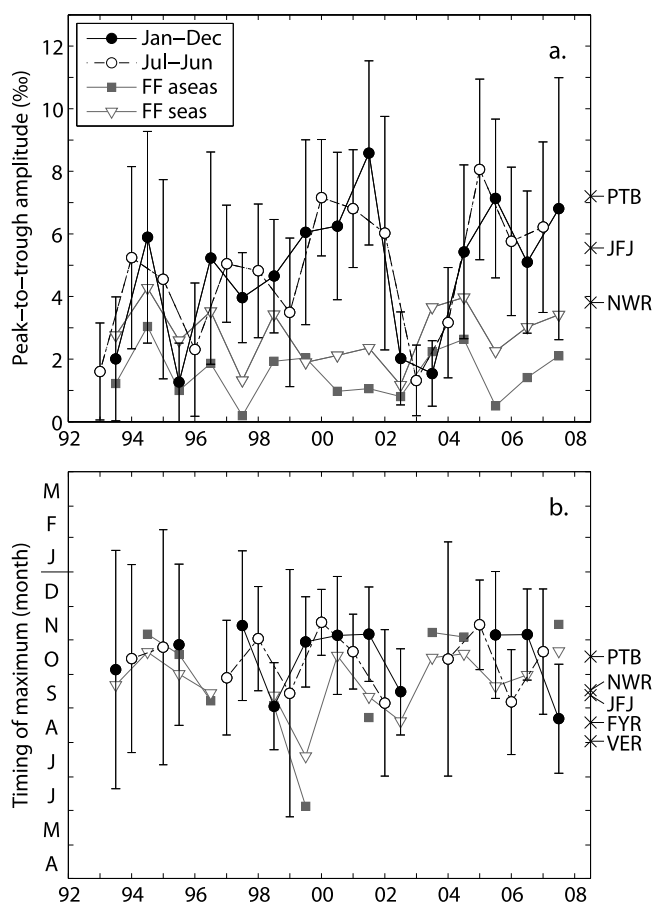 Jan–Dec
Jul–Jun
FF aseas
FF seas
a.
Peak–to–trough amplitude (‰)
12
10
8
6
4
2
0
PTB
JFJ
NWR
92 94 96 98 00 02 04 06 08
b.
Timing of maximum (month)
M
F
J
D
N
O
S
A
J
J
M
A
PTB
NWR
JFJ
FYR
VER
92 94 96 98 00 02 04 06 08